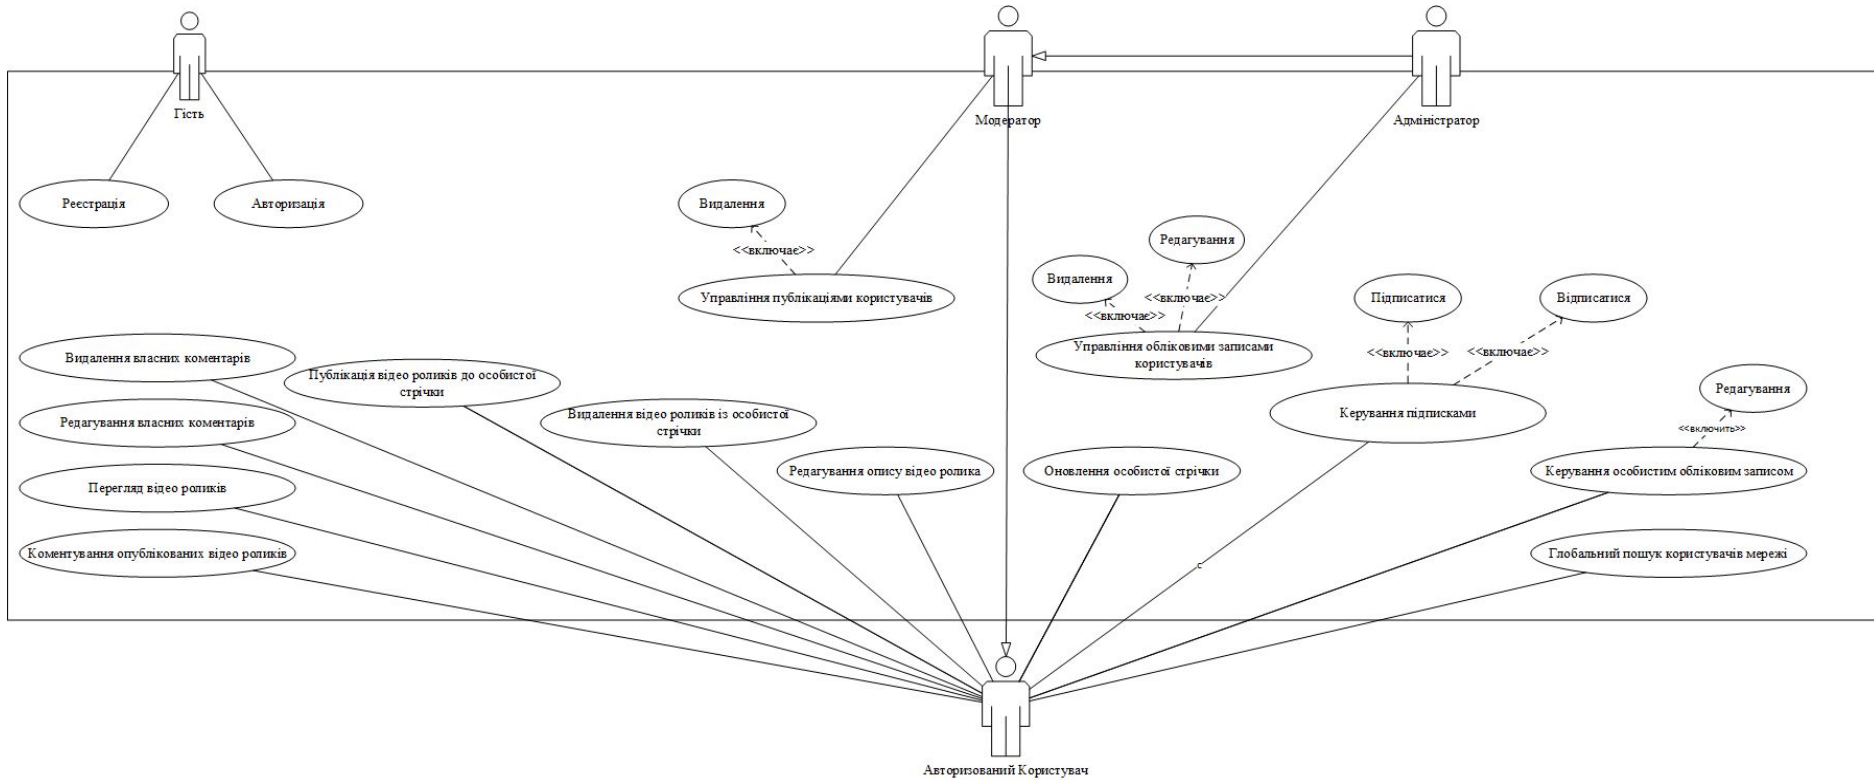 Гість
Модератор
Адміністратор
Реєстрація
Авторизація
Видалення
<<включає>>
Управління публікаціями користувачів
Редагування
Видалення
<<включає>>
<<включає>>
Управління обліковими записами
користувачів
Підписатися
Відписатися
<<включає>>
<<включає>>
Керування підписками
Редагування
<<включить>>
Керування особистим обліковим записом
Видалення власних коментарів
Публікація відео роликів до особистої
стрічки
Редагування власних коментарів
Видалення відео роликів із особистої
стрічки
Редагування опису відео ролика
Оновлення особистої стрічки
Перегляд відео роликів
Коментування опублікованих відео роликів
Глобальний пошук користувачів мережі
с
Авторизований Користувач